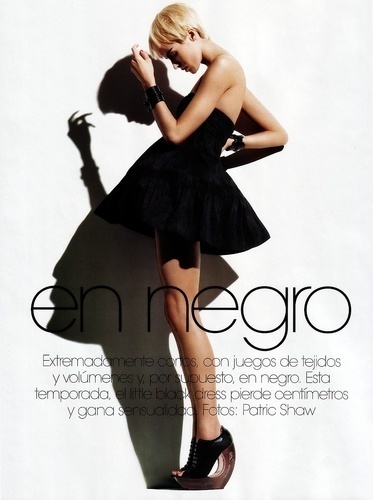 en negro
Extremadamente cortos, con juegos de tejidos
y volúmenes y, por supuesto, en negro. Esta
temporada, el little black dress pierde centímetros
y gana sensualidad. Fotos: Patric Shaw